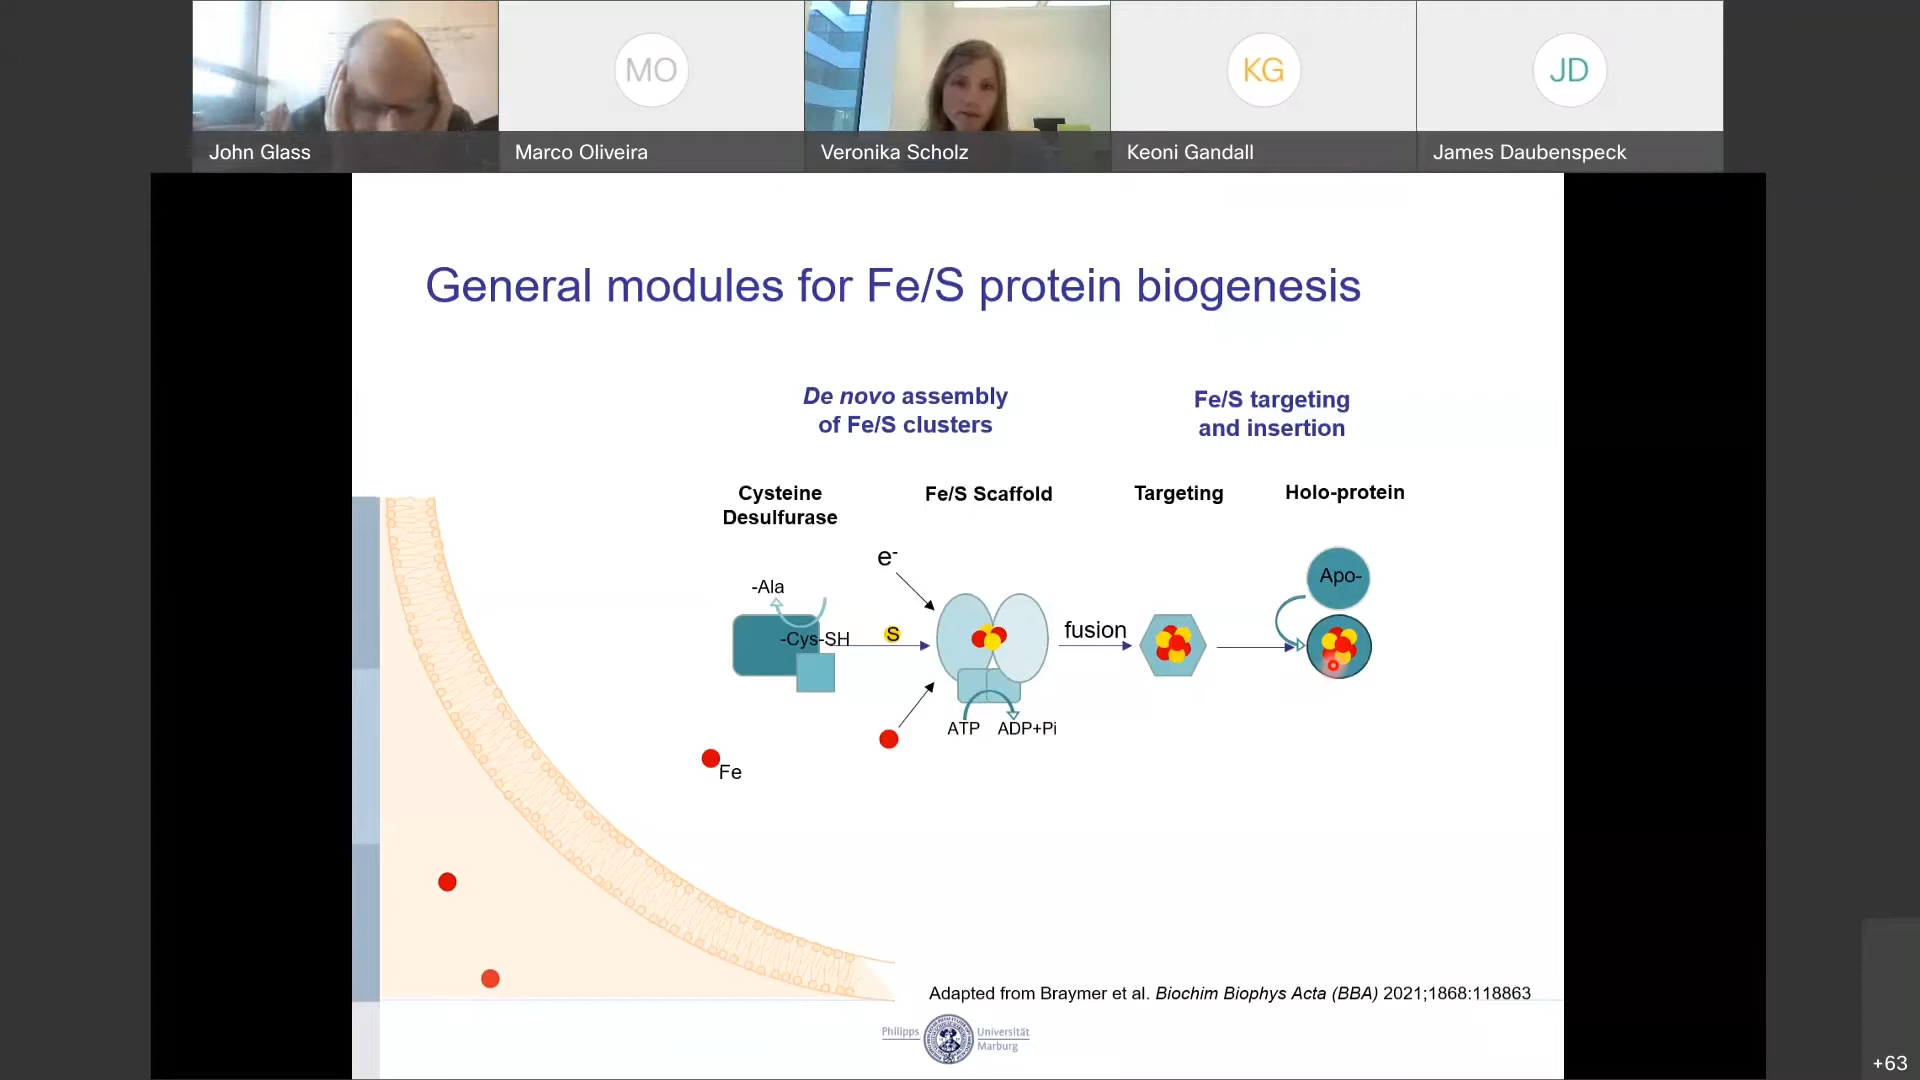 MO
KG
JD
John Glass
Marco Oliveira
Veronika Scholz
Keoni Gandall
James Daubenspeck
General modules for Fe/S protein biogenesis
De novo assembly
of Fe/S clusters
Fe/S targeting
and insertion
Cysteine
Desulfurase
Fe/S Scaffold
Targeting
Holo-protein
e-
-Ala
Apo-
-Cys-SH
S
fusion
ATP
ADP+Pi
Fe
Adapted from Braymer et al. Biochim Biophys Acta (BBA) 2021;1868:118863
Philipps
Universität
Marburg
+63